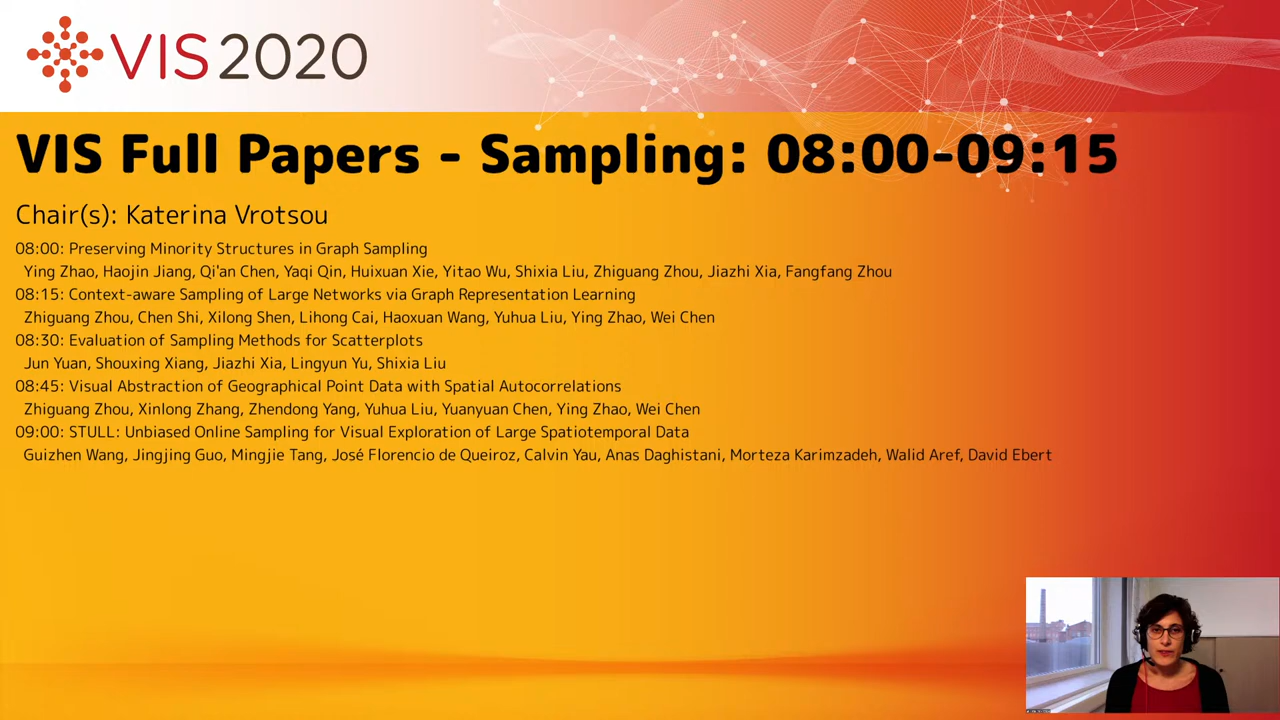 VIS2020
VIS Full Papers - Sampling: 08:00-09:15
Chair(s): Katerina Vrotsou
08:00: Preserving Minority Structures in Graph Sampling
Ying Zhao, Haojin Jiang, Qi'an Chen, Yaqi Qin, Huixuan Xie, Yitao Wu, Shixia Liu, Zhiguang Zhou, Jiazhi Xia, Fangfang Zhou
08:15: Context-aware Sampling of Large Networks via Graph Representation Learning
Zhiguang Zhou, Chen Shi, Xilong Shen, Lihong Cai, Haoxuan Wang, Yuhua Liu, Ying Zhao, Wei Chen
08:30: Evaluation of Sampling Methods for Scatterplots
Jun Yuan, Shouxing Xiang, Jiazhi Xia, Lingyun Yu, Shixia Liu
08:45: Visual Abstraction of Geographical Point Data with Spatial Autocorrelations
Zhiguang Zhou, Xinlong Zhang, Zhendong Yang, Yuhua Liu, Yuanyuan Chen, Ying Zhao, Wei Chen
09:00: STULL: Unbiased Online Sampling for Visual Exploration of Large Spatiotemporal Data
Guizhen Wang, Jingjing Guo, Mingjie Tang, José Florencio de Queiroz, Calvin Yau, Anas Daghistani, Morteza Karimzadeh, Walid Aref, David Ebert